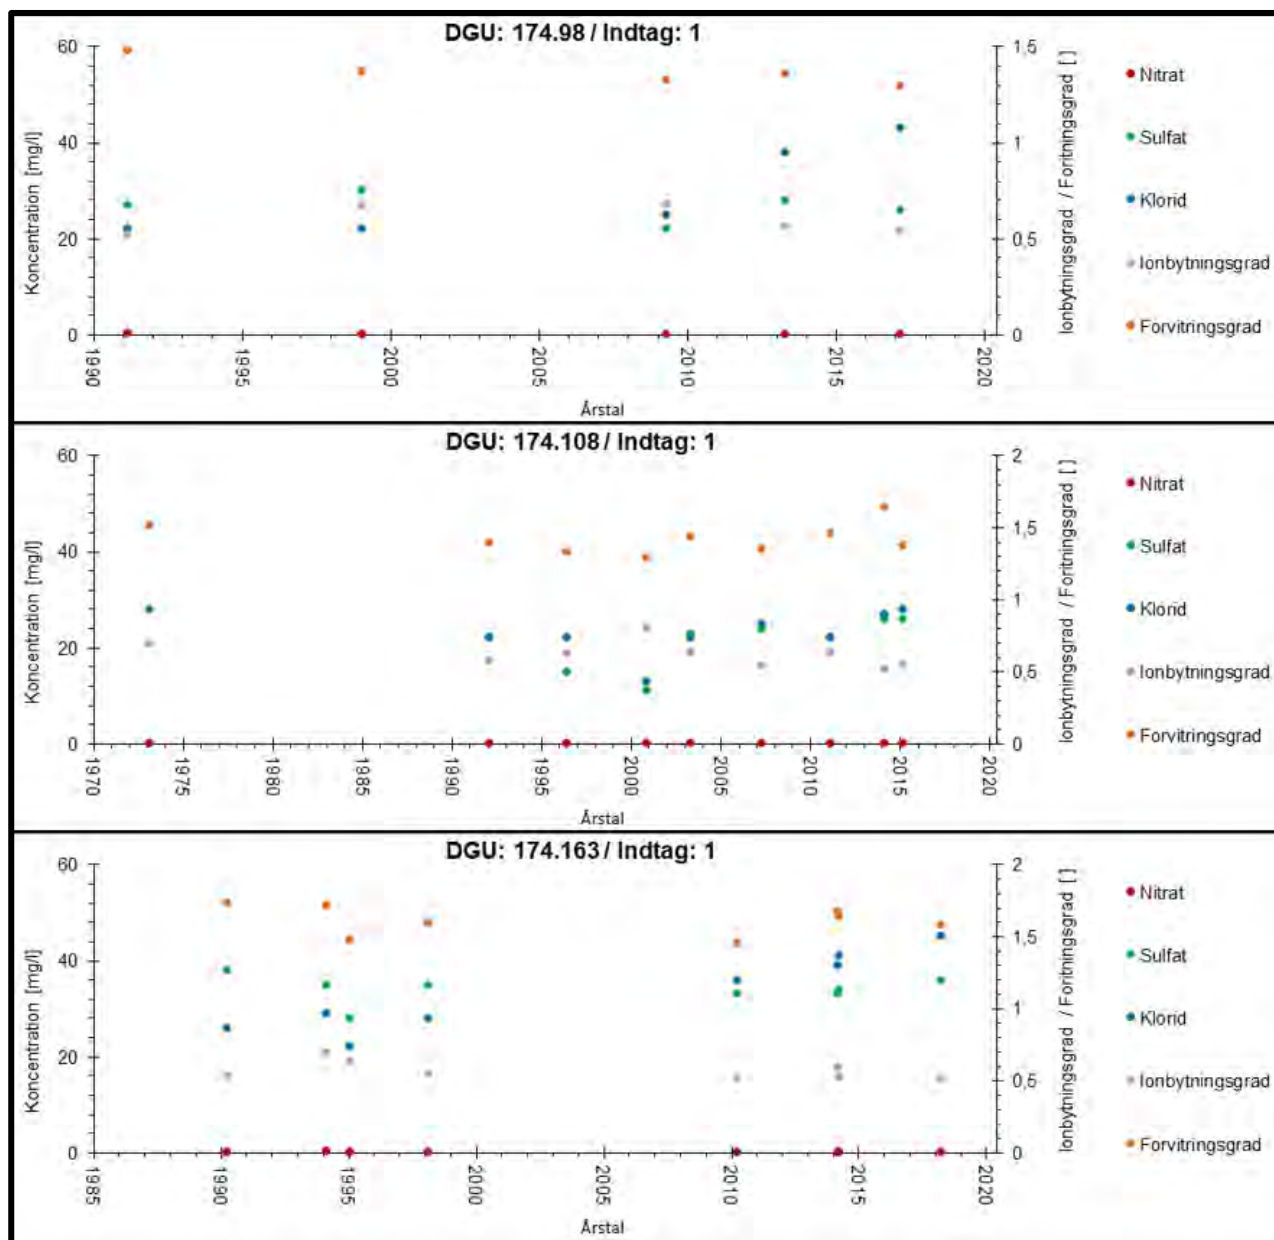 DGU: 174.98 / Indtag: 1
Koncentration [mg/l]
60
40
20
0
1990
1995
2000
2005
2010
2015
2020
Årstal
1.5
1
0.5
0
Ionbytningsgrad / Foritningsgrad [ ]
Nitrat
Sulfat
Klorid
Ionbytningsgrad
Forvitringsgrad
DGU: 174.108 / Indtag: 1
Koncentration [mg/l]
60
40
20
0
1970
1975
1980
1985
1990
1995
2000
2005
2010
2015
2020
Årstal
2
1.5
1
0.5
0
Ionbytningsgrad / Foritningsgrad [ ]
Nitrat
Sulfat
Klorid
Ionbytningsgrad
Forvitringsgrad
DGU: 174.163 / Indtag: 1
Koncentration [mg/l]
60
40
20
0
1985
1990
1995
2000
2005
2010
2015
2020
Årstal
2
1.5
1
0.5
0
Ionbytningsgrad / Foritningsgrad [ ]
Nitrat
Sulfat
Klorid
Ionbytningsgrad
Forvitringsgrad